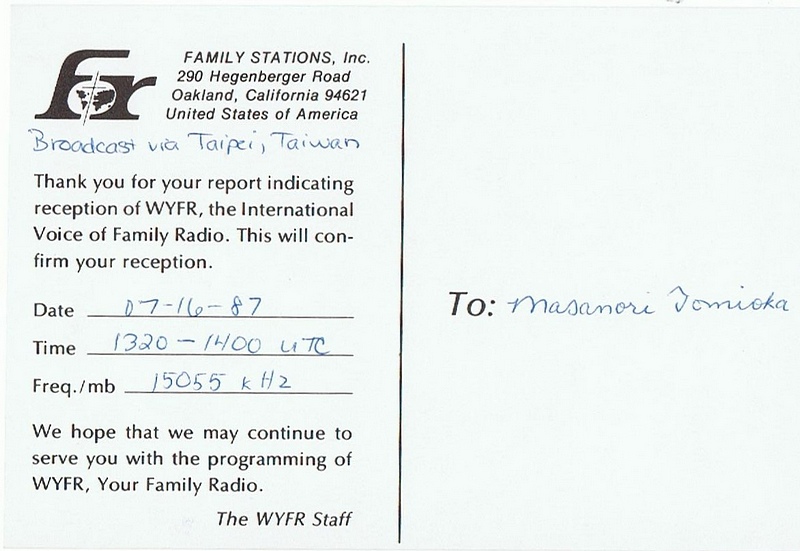 FAMILY STATIONS, Inc.
290 Hegenberger Road
Oakland, California 94621
United States of America
fr
Broadcast via Taipei, Taiwan
Thank you for your report indicating
reception of WYFR, the International
Voice of Family Radio. This will con-
firm your reception.
Date 07-16-87
Time 1320 - 1400 UTC
Freq./mb 15055 kHz
We hope that we may continue to
serve you with the programming of
WYFR, Your Family Radio.
The WYFR Staff
To: Masanori Tomioka